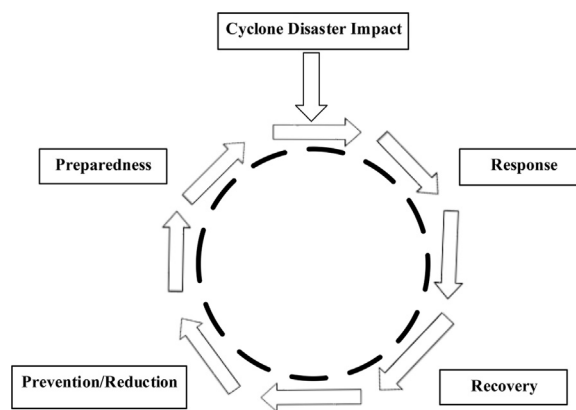 Cyclone Disaster Impact
Preparedness
Response
Prevention/Reduction
Recovery